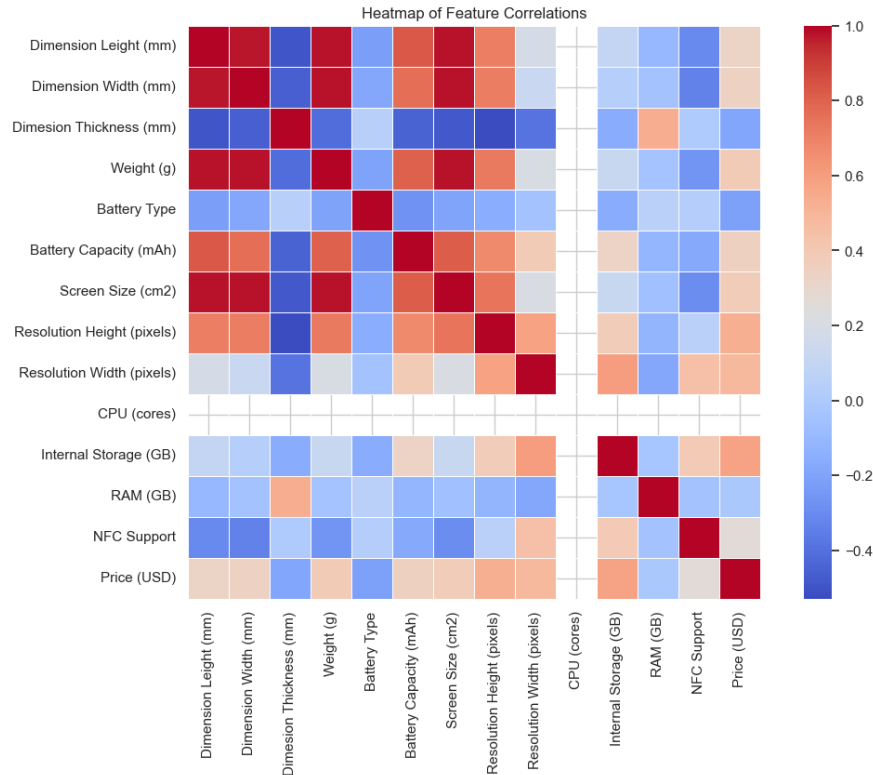 Heatmap of Feature Correlations
Dimension Leight (mm)
Dimension Width (mm)
Dimesion Thickness (mm)
Weight (g)
Battery Type
Battery Capacity (mAh)
Screen Size (cm2)
Resolution Height (pixels)
Resolution Width (pixels)
CPU (cores)
Internal Storage (GB)
RAM (GB)
NFC Support
Price (USD)
Dimension Leight (mm)
Dimension Width (mm)
Dimesion Thickness (mm)
Weight (g)
Battery Type
Battery Capacity (mAh)
Screen Size (cm2)
Resolution Height (pixels)
Resolution Width (pixels)
CPU (cores)
Internal Storage (GB)
RAM (GB)
NFC Support
Price (USD)
1.0
0.8
0.6
0.4
0.2
0.0
−0.2
−0.4